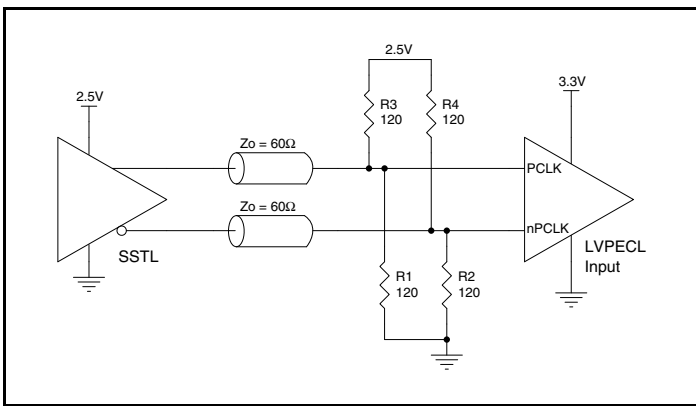 2.5V
3.3V
2.5V
R3
120
R4
120
Zo = 60Ω
PCLK
Zo = 60Ω
nPCLK
SSTL
LVPECL
Input
R1
120
R2
120